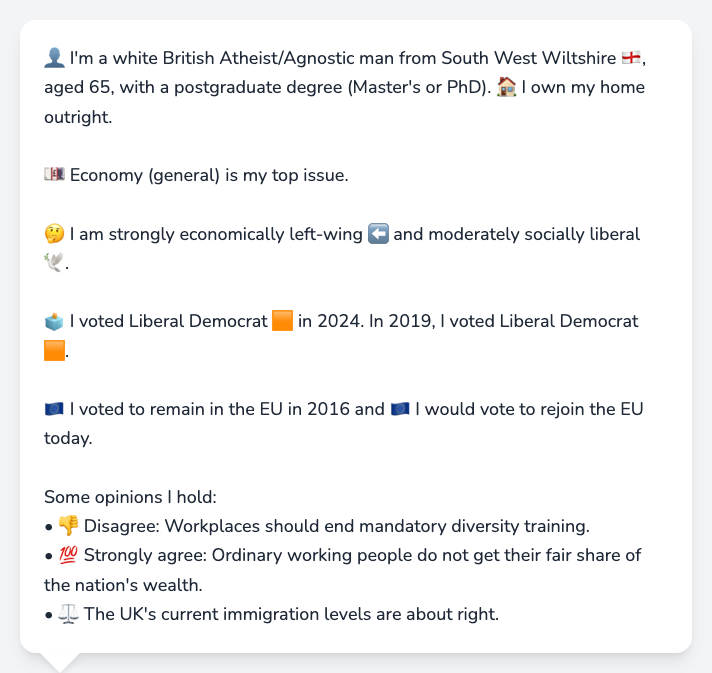 👤 I'm a white British Atheist/Agnostic man from South West Wiltshire 🏴󠁧󠁢󠁥󠁮󠁧󠁿,
aged 65, with a postgraduate degree (Master's or PhD). 🏠 I own my home
outright.
💷 Economy (general) is my top issue.
🤔 I am strongly economically left-wing ⬅️ and moderately socially liberal
🕊️.
🗳️ I voted Liberal Democrat 🟧 in 2024. In 2019, I voted Liberal Democrat
🟧.
🇪🇺 I voted to remain in the EU in 2016 and 🇪🇺 I would vote to rejoin the EU
today.
Some opinions I hold:
• 👎 Disagree: Workplaces should end mandatory diversity training.
• 💯 Strongly agree: Ordinary working people do not get their fair share of
the nation's wealth.
• ⚖️ The UK's current immigration levels are about right.